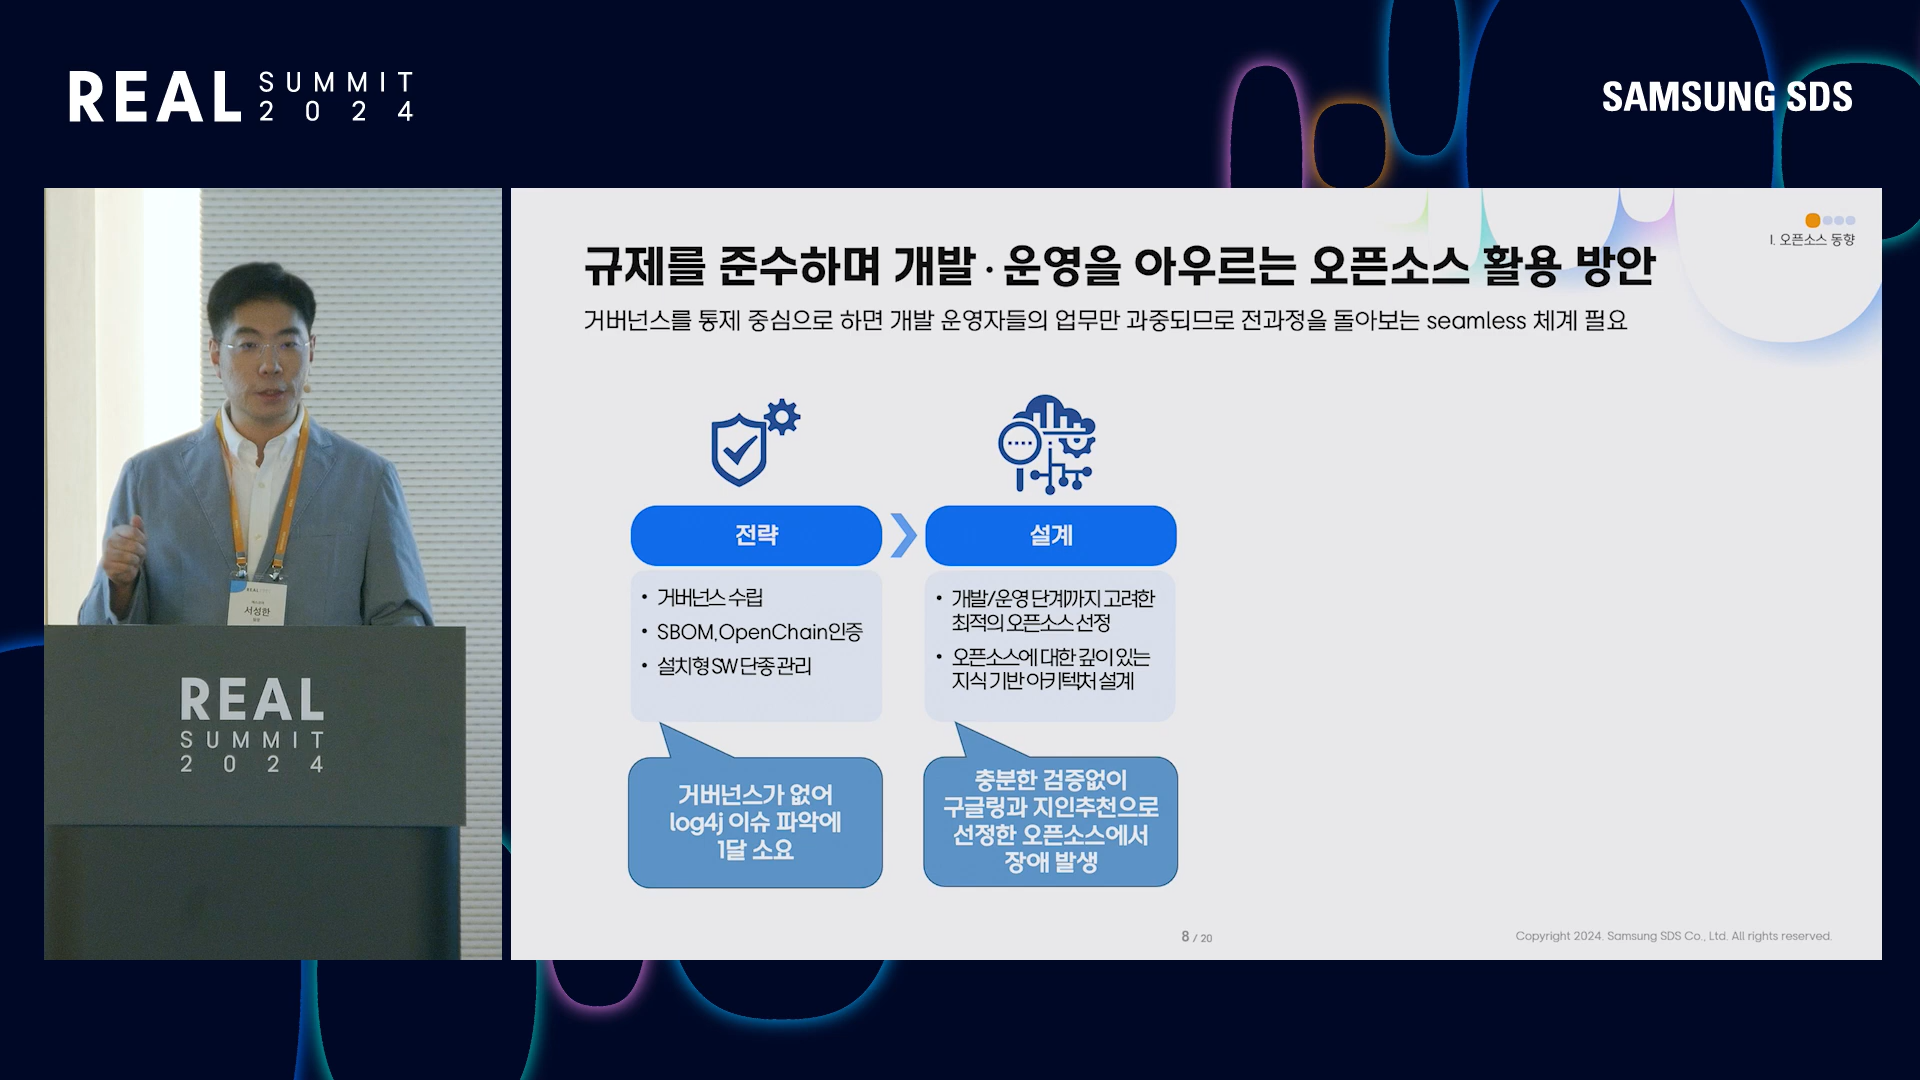 REAL SUMMIT
2024
SAMSUNG SDS
I. 오픈소스 동향
규제를 준수하며 개발·운영을 아우르는 오픈소스 활용 방안
거버넌스를 통제 중심으로 하면 개발 운영자들의 업무만 과중되므로 전과정을 돌아보는 seamless 체계 필요
전략
• 거버넌스 수립
• SBOM,OpenChain인증
• 설치형 SW 단종 관리
거버넌스가 없어
log4j 이슈 파악에
1달 소요
설계
• 개발/운영 단계까지 고려한
최적의 오픈소스 선정
• 오픈소스에 대한 깊이 있는
지식 기반 아키텍처 설계
충분한 검증없이
구글링과 지인추천으로
선정한 오픈소스에서
장애 발생
8 / 20
Copyright 2024. Samsung SDS Co., Ltd. All rights reserved.
REAL
서성한
REAL
SUMMIT
2024